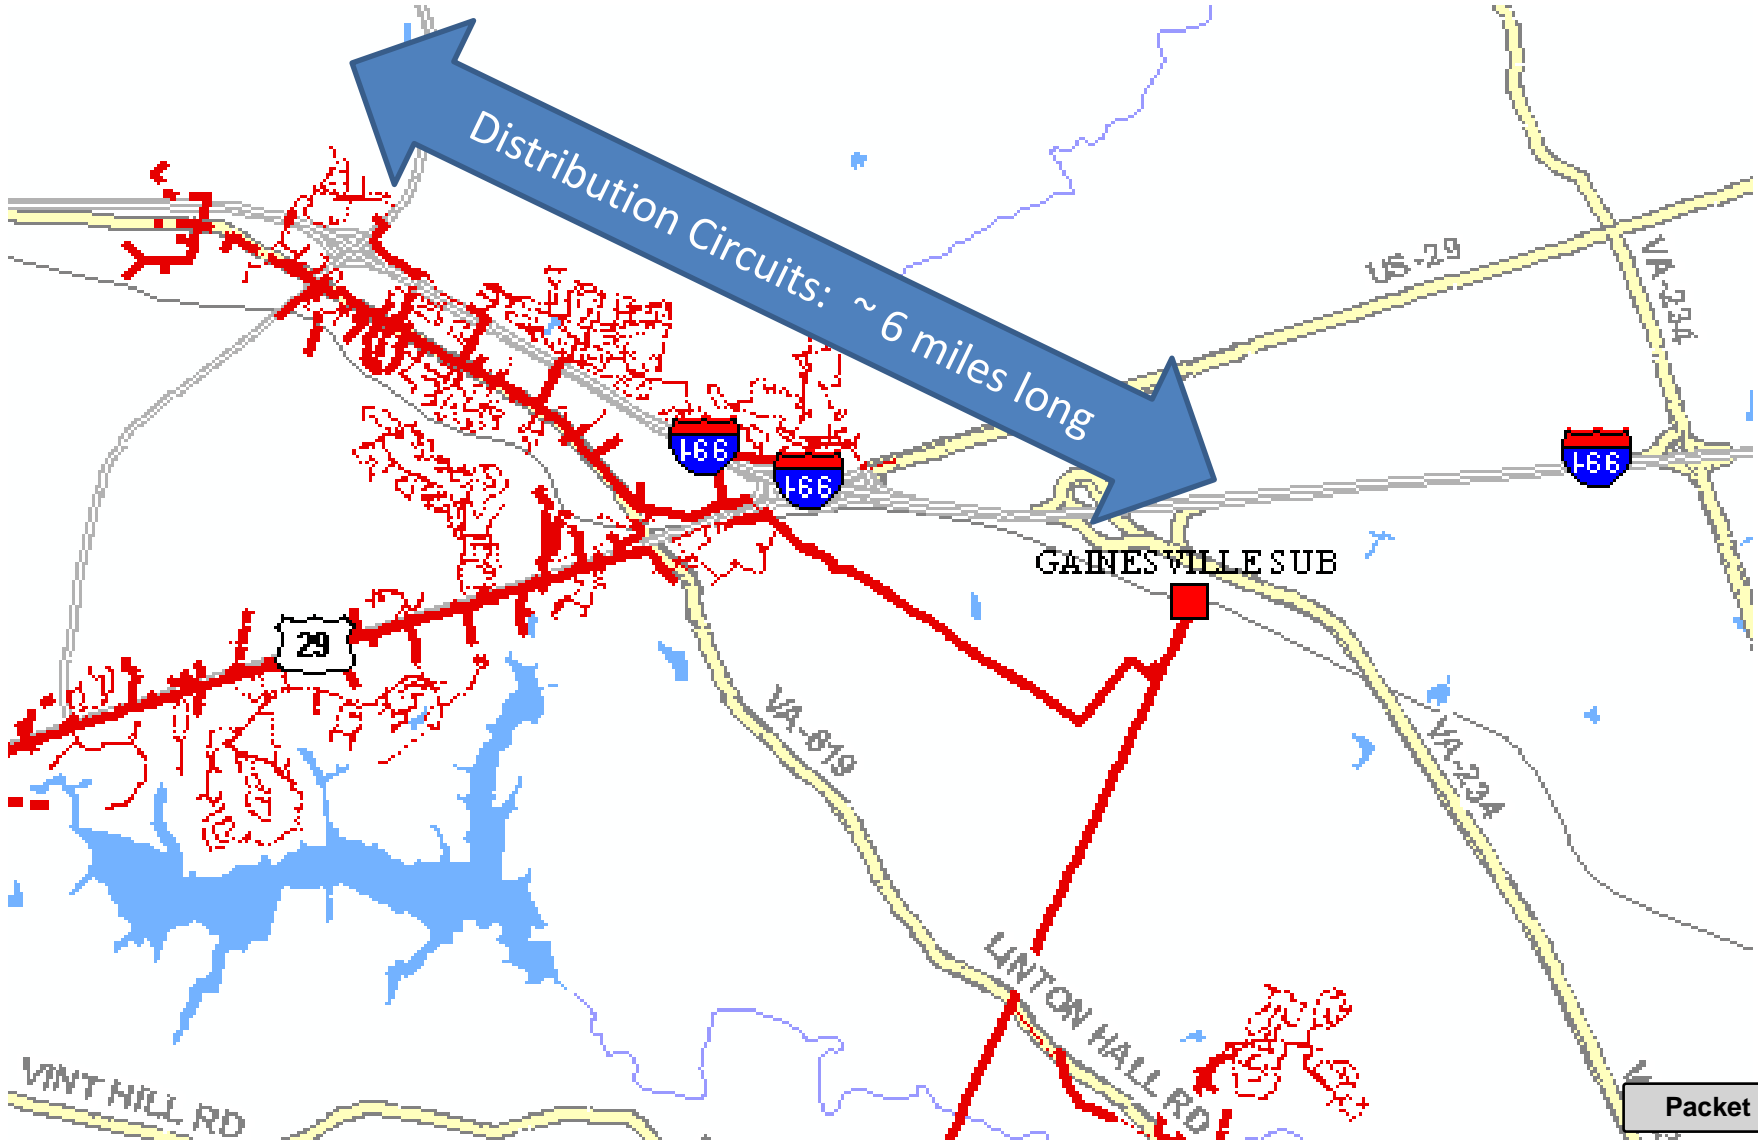 Distribution Circuits: ~ 6 miles long
US-29
VA-234
I-66
I-66
I-66
GAINESVILLE SUB
29
VA-619
VA-234
LINTON HALL RD
VINT HILL RD
Packet